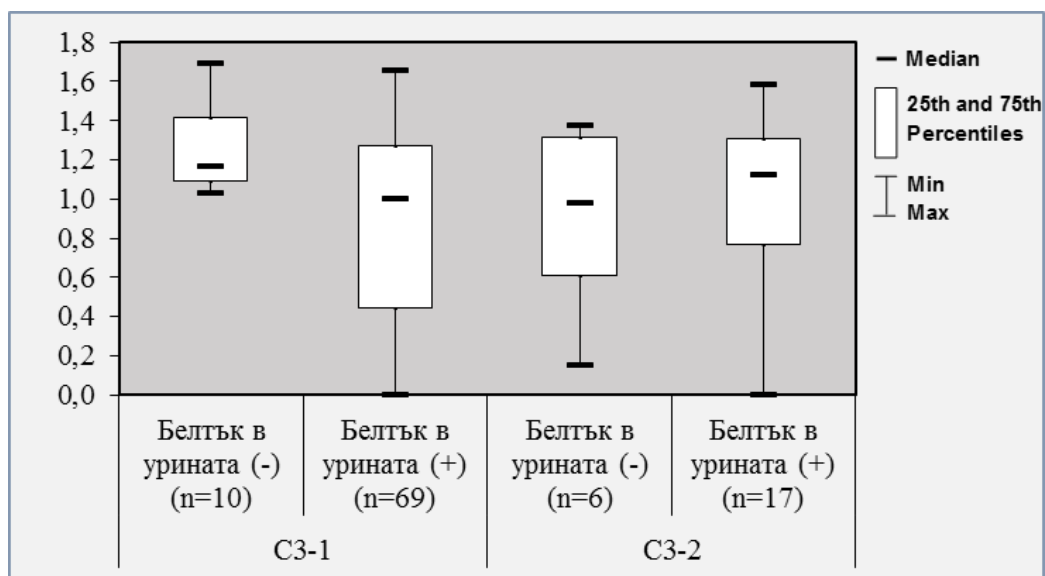 1,8
1,6
1,4
1,2
1,0
0,8
0,6
0,4
0,2
0,0
Median
25th and 75th
Percentiles
Min
Max
Белтък в
урината (-)
(n=10)
Белтък в
урината (+)
(n=69)
Белтък в
урината (-)
(n=6)
Белтък в
урината (+)
(n=17)
C3-1
C3-2